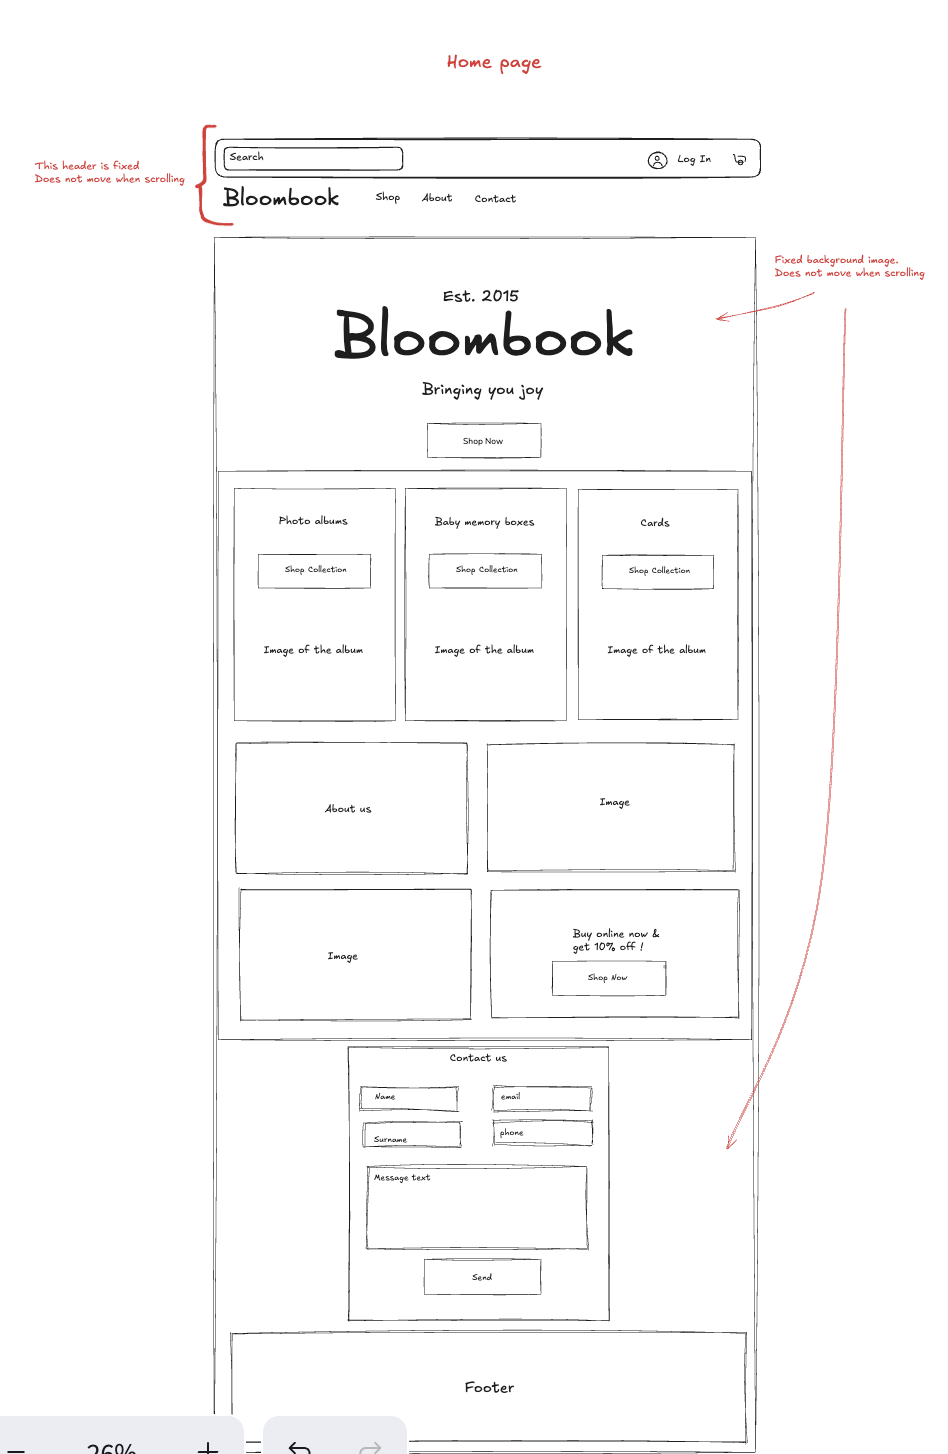 Home page
This header is fixed
Does not move when scrolling
Search
Log In
Bloombook
Shop
About
Contact
Fixed background image.
Does not move when scrolling
Est. 2015
Bloombook
Bringing you joy
Shop Now
Photo albums
Baby memory boxes
Cards
Shop Collection
Shop Collection
Shop Collection
Image of the album
Image of the album
Image of the album
About us
Image
Image
Buy online now &
get 10% off !
Shop Now
Contact us
Name
email
Surname
phone
Message text
Send
Footer
26%